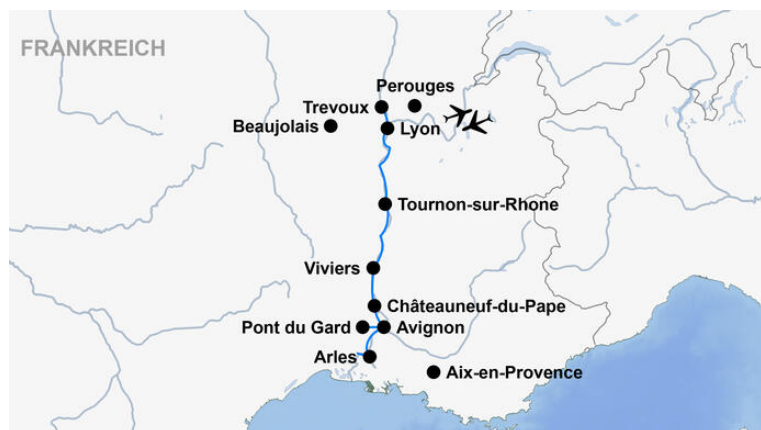 FRANKREICH
Perouges
Trevoux
Beaujolais
Lyon
Tournon-sur-Rhone
Viviers
Châteauneuf-du-Pape
Pont du Gard
Avignon
Arles
Aix-en-Provence